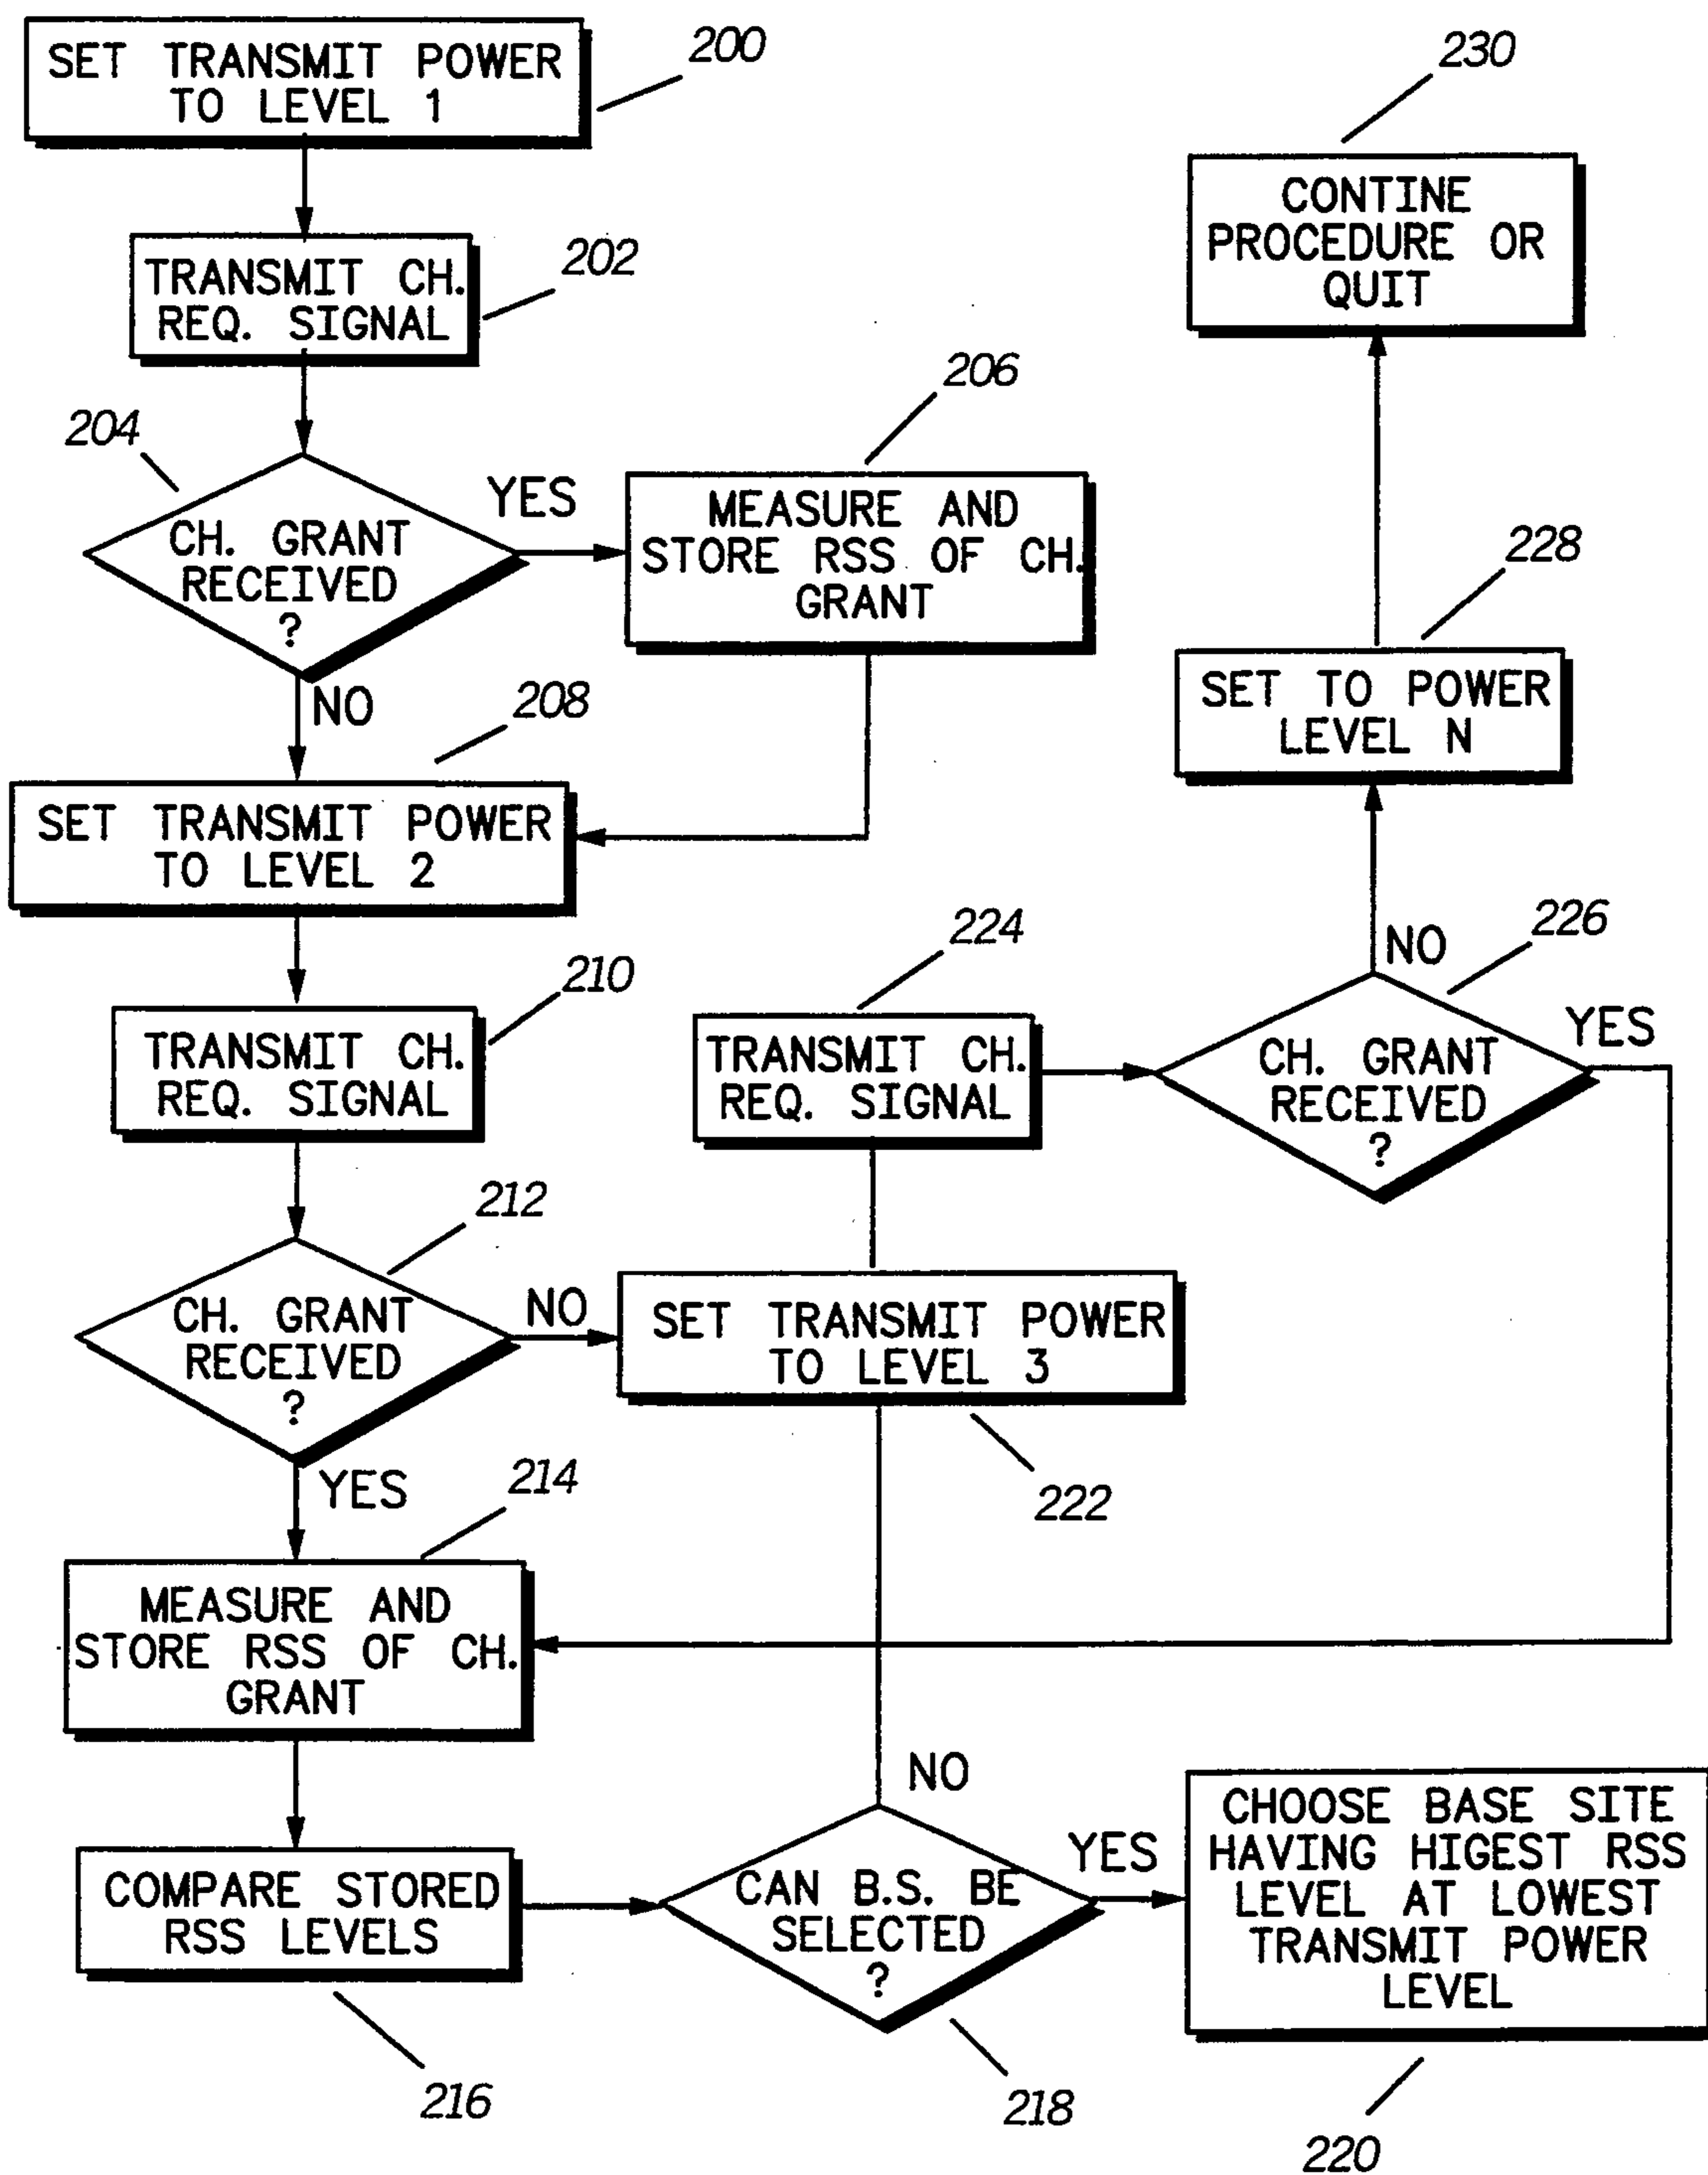 SET TRANSMIT POWER
TO LEVEL 1
200
TRANSMIT CH.
REQ. SIGNAL
202
204
CH. GRANT
RECEIVED
?
YES
NO
206
MEASURE AND
STORE RSS OF CH.
GRANT
208
SET TRANSMIT POWER
TO LEVEL 2
210
TRANSMIT CH.
REQ. SIGNAL
212
CH. GRANT
RECEIVED
?
NO
YES
214
MEASURE AND
STORE RSS OF CH.
GRANT
COMPARE STORED
RSS LEVELS
216
CAN B.S. BE
SELECTED
?
NO
YES
218
CHOOSE BASE SITE
HAVING HIGEST RSS
LEVEL AT LOWEST
TRANSMIT POWER
LEVEL
220
SET TRANSMIT POWER
TO LEVEL 3
222
224
TRANSMIT CH.
REQ. SIGNAL
226
CH. GRANT
RECEIVED
?
NO
YES
228
SET TO POWER
LEVEL N
230
CONTINE
PROCEDURE OR
QUIT